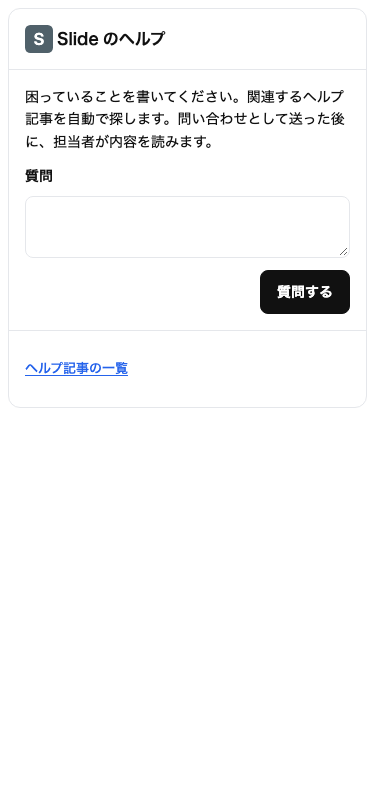 S Slide のヘルプ
困っていることを書いてください。関連するヘルプ
記事を自動で探します。問い合わせとして送った後
に、担当者が内容を読みます。
質問
質問する
ヘルプ記事の一覧